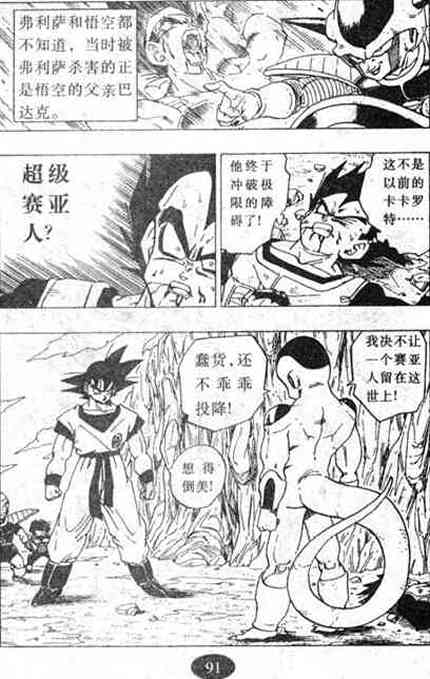 弗利萨和悟空都
不知道，当时被
弗利萨杀害的正
是悟空的父亲巴
达克。
这不是
以前的
卡卡罗
特……
他终于
冲破极
限的障
碍了！
超级
赛亚
人？
我决不让
一个赛亚
人留在这
世上！
蠢货，还
不乖乖
投降！
想得
倒美！
91